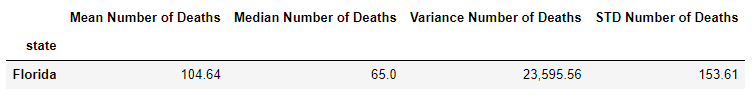 Mean Number of Deaths Median Number of Deaths Variance Number of Deaths STD Number of Deaths
state
Florida 104.64 65.0 23,595.56 153.61